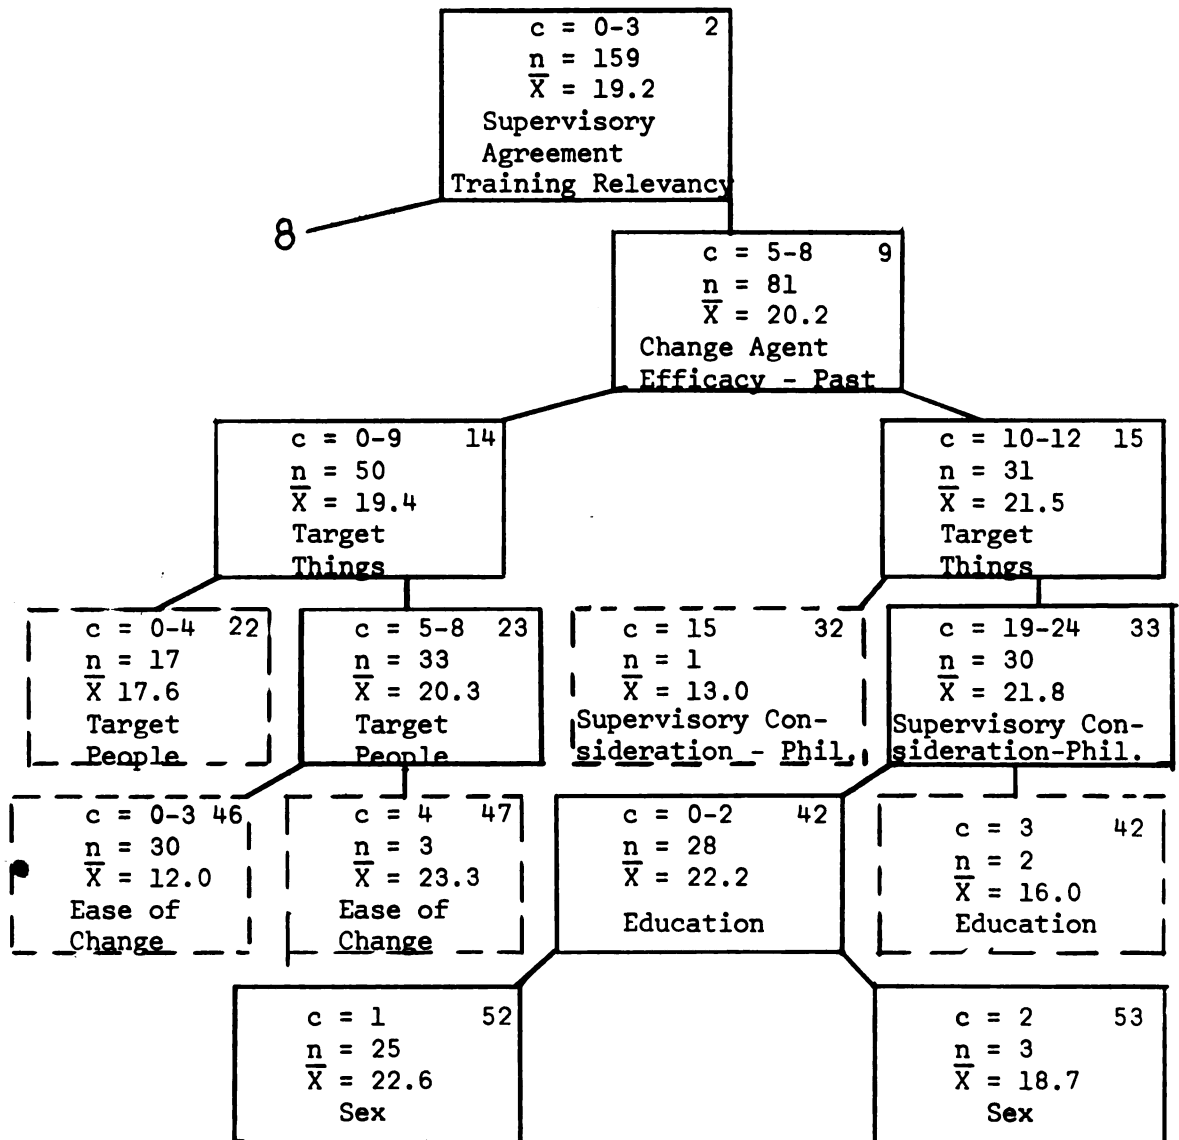 c = 0-3 2
n = 159
X̅ = 19.2
Supervisory
Agreement
Training Relevancy
8
c = 5-8 9
n = 81
X̅ = 20.2
Change Agent
Efficacy - Past
c = 0-9 14
n = 50
X̅ = 19.4
Target
Things
c = 10-12 15
n = 31
X̅ = 21.5
Target
Things
c = 0-4 22
n = 17
X̅ 17.6
Target
People
c = 5-8 23
n = 33
X̅ = 20.3
Target
People
c = 15 32
n = 1
X̅ = 13.0
Supervisory Con-
sideration - Phil.
c = 19-24 33
n = 30
X̅ = 21.8
Supervisory Con-
sideration-Phil.
c = 0-3 46
n = 30
X̅ = 12.0
Ease of
Change
c = 4 47
n = 3
X̅ = 23.3
Ease of
Change
c = 0-2 42
n = 28
X̅ = 22.2
Education
c = 3 42
n = 2
X̅ = 16.0
Education
c = 1 52
n = 25
X̅ = 22.6
Sex
c = 2 53
n = 3
X̅ = 18.7
Sex